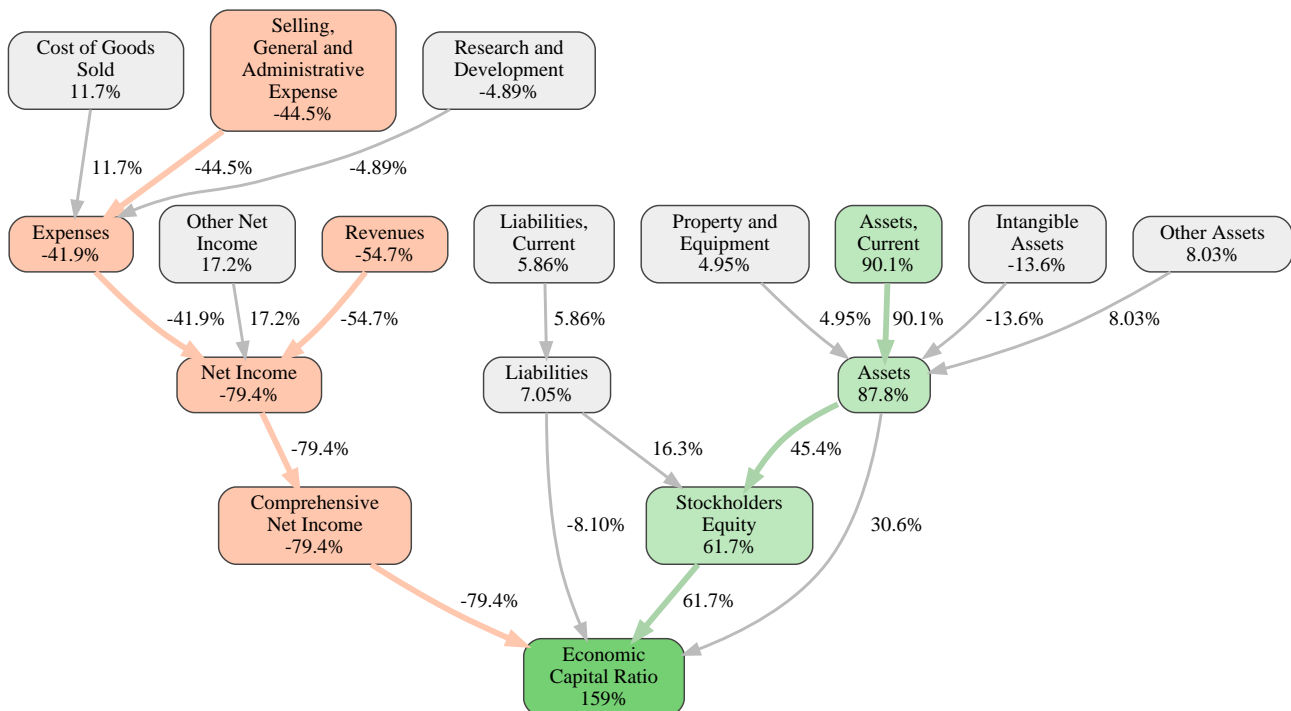 Cost of Goods
Sold
11.7%
Selling,
General and
Administrative
Expense
-44.5%
Research and
Development
-4.89%
11.7%
-44.5%
-4.89%
Expenses
-41.9%
Other Net
Income
17.2%
Revenues
-54.7%
Liabilities,
Current
5.86%
Property and
Equipment
4.95%
Assets,
Current
90.1%
Intangible
Assets
-13.6%
Other Assets
8.03%
-41.9%
17.2%
-54.7%
5.86%
4.95%
90.1%
-13.6%
8.03%
Net Income
-79.4%
Liabilities
7.05%
Assets
87.8%
-79.4%
16.3%
45.4%
Comprehensive
Net Income
-79.4%
-8.10%
Stockholders
Equity
61.7%
30.6%
-79.4%
61.7%
Economic
Capital Ratio
159%